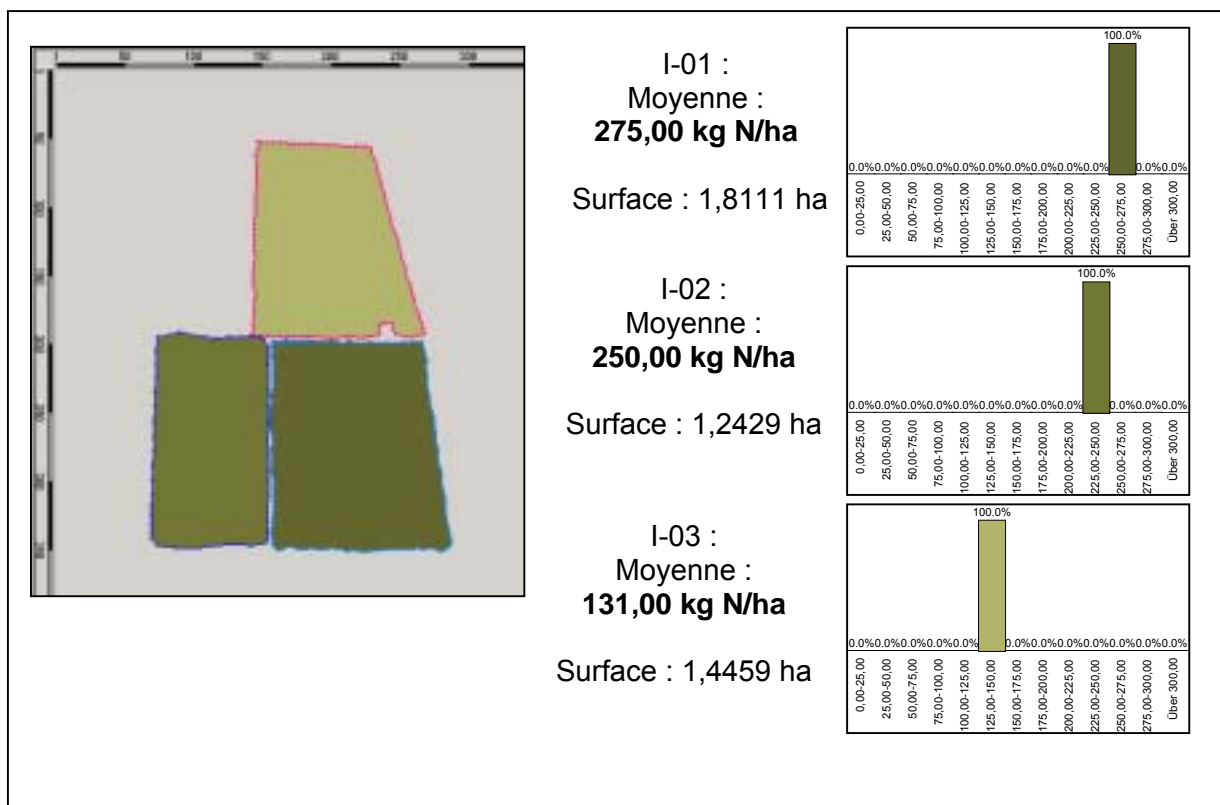 I-01 :
Moyenne :
275,00 kg N/ha
Surface : 1,8111 ha
100.0%
0.0%0.0%0.0%0.0%0.0%0.0%0.0%0.0%0.0%0.0% 0.0%0.0%
0,00-25,00
25,00-50,00
50,00-75,00
75,00-100,00
100,00-125,00
125,00-150,00
150,00-175,00
175,00-200,00
200,00-225,00
225,00-250,00
250,00-275,00
275,00-300,00
Über 300,00
I-02 :
Moyenne :
250,00 kg N/ha
Surface : 1,2429 ha
100.0%
0.0%0.0%0.0%0.0%0.0%0.0%0.0%0.0%0.0% 0.0%0.0%0.0%
0,00-25,00
25,00-50,00
50,00-75,00
75,00-100,00
100,00-125,00
125,00-150,00
150,00-175,00
175,00-200,00
200,00-225,00
225,00-250,00
250,00-275,00
275,00-300,00
Über 300,00
I-03 :
Moyenne :
131,00 kg N/ha
Surface : 1,4459 ha
100.0%
0.0%0.0%0.0%0.0%0.0% 0.0%0.0%0.0%0.0%0.0%0.0%0.0%
0,00-25,00
25,00-50,00
50,00-75,00
75,00-100,00
100,00-125,00
125,00-150,00
150,00-175,00
175,00-200,00
200,00-225,00
225,00-250,00
250,00-275,00
275,00-300,00
Über 300,00